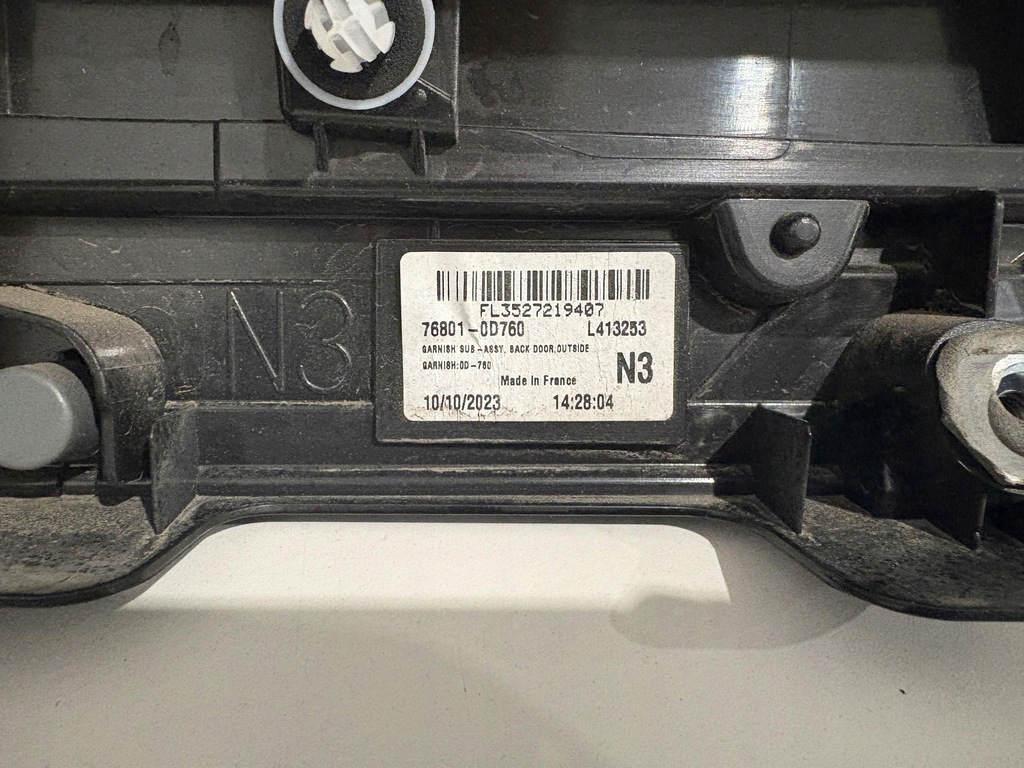 N3
FL3527219407
76801-0D760 L413253
GARNISH SUB-ASSY, BACK DOOR,OUTSIDE
GARNISH:0D-760
Made in France N3
10/10/2023 14:28:04